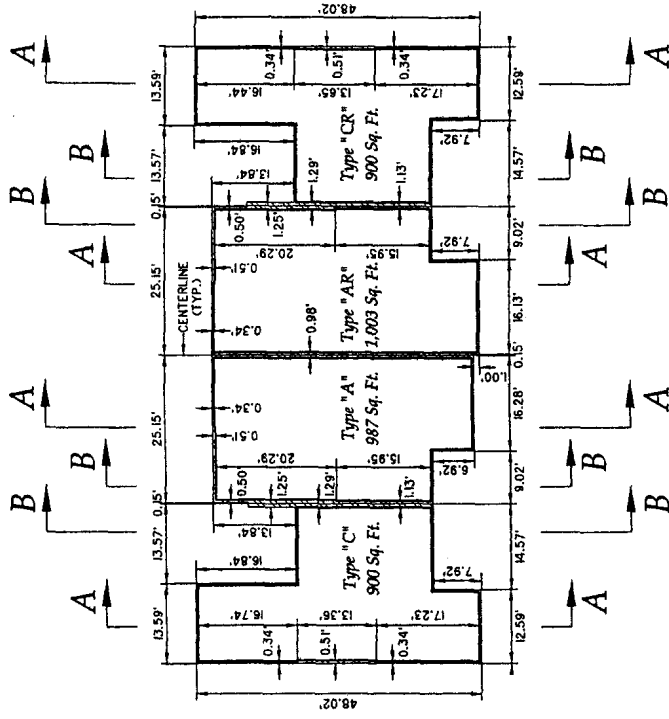 48.02'
A
A
B
B
A
A
B
B
A
13.59'
13.57'
0.15'
25.15'
25.15'
0.15'
13.57'
13.59'
CENTERLINE
(TYP.)
16.84'
13.84'
0.50'
0.51'
0.34'
0.34'
0.51'
0.50'
13.84'
16.84'
16.74'
13.36'
17.23'
0.34'
0.51'
0.34'
Type "C"
900 Sq. Ft.
1.25'
1.29'
1.13'
20.29'
15.95'
Type "A"
987 Sq. Ft.
0.98'
Type "AR"
1,003 Sq. Ft.
20.29'
15.95'
1.25'
1.29'
1.13'
Type "CR"
900 Sq. Ft.
16.44'
13.65'
17.23'
0.34'
0.51'
0.34'
7.92'
6.92'
1.00'
7.92'
7.92'
12.59'
14.57'
9.02'
16.28'
0.15'
16.13'
9.02'
14.57'
12.59'
48.02'
A
B
B
A
A
B
B
A